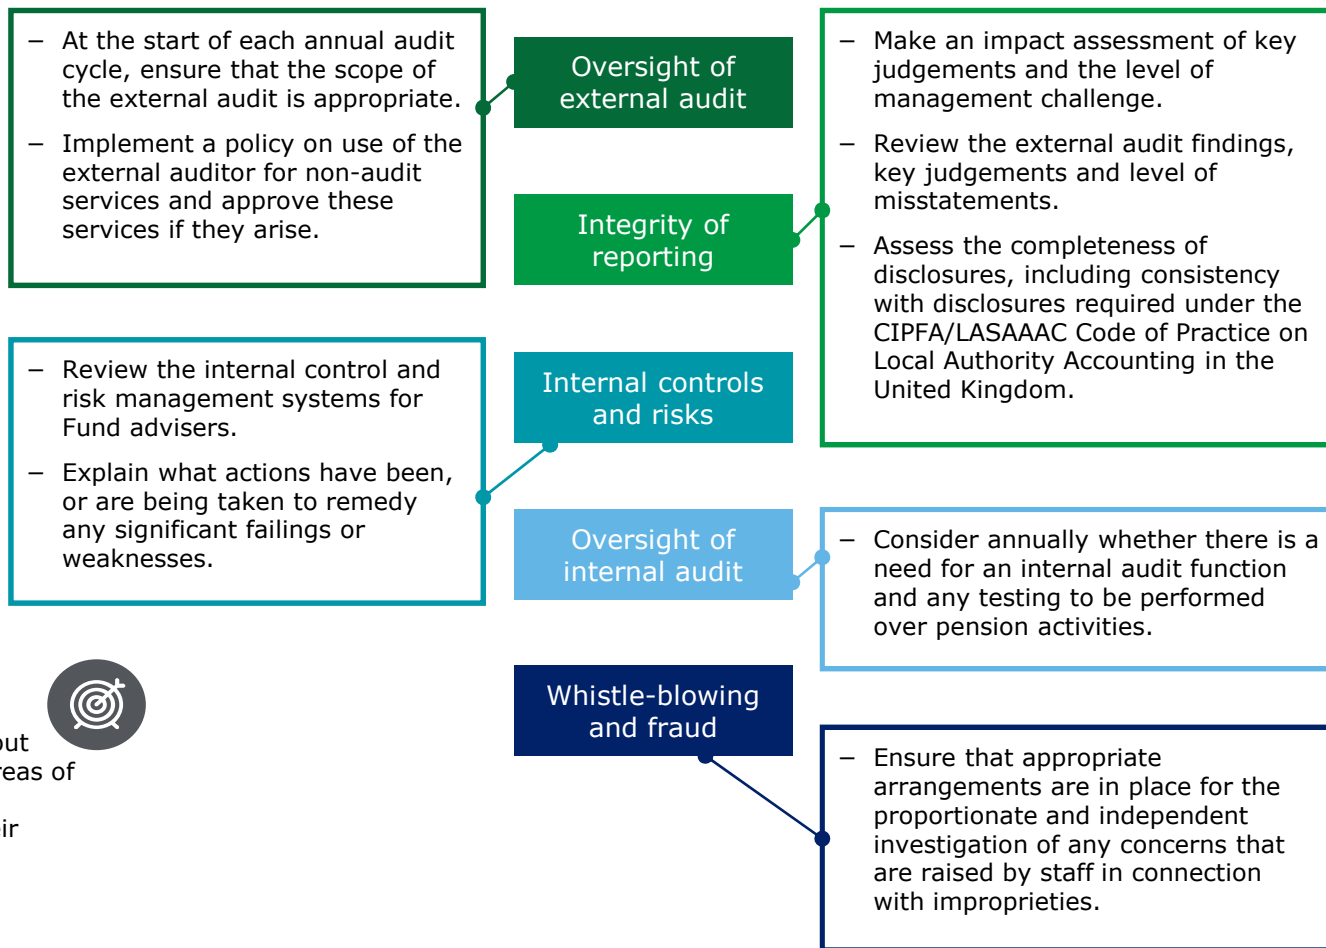 – At the start of each annual audit
cycle, ensure that the scope of
the external audit is appropriate.
– Implement a policy on use of the
external auditor for non-audit
services and approve these
services if they arise.
Oversight of
external audit
Integrity of
reporting
– Make an impact assessment of key
judgements and the level of
management challenge.
– Review the external audit findings,
key judgements and level of
misstatements.
– Assess the completeness of
disclosures, including consistency
with disclosures required under the
CIPFA/LASAAAC Code of Practice on
Local Authority Accounting in the
United Kingdom.
– Review the internal control and
risk management systems for
Fund advisers.
– Explain what actions have been,
or are being taken to remedy
any significant failings or
weaknesses.
Internal controls
and risks
Oversight of
internal audit
– Consider annually whether there is a
need for an internal audit function
and any testing to be performed
over pension activities.
Whistle-blowing
and fraud
– Ensure that appropriate
arrangements are in place for the
proportionate and independent
investigation of any concerns that
are raised by staff in connection
with improprieties.
of